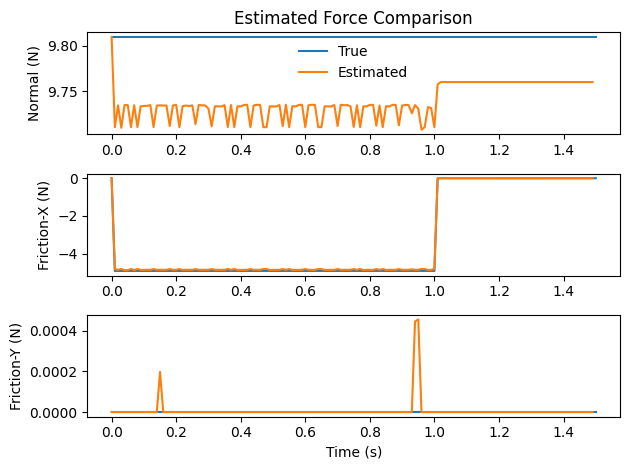 Estimated Force Comparison
Normal (N)
9.80
9.75
True
Estimated
0.0 0.2 0.4 0.6 0.8 1.0 1.2 1.4
Friction-X (N)
0
−2
−4
0.0 0.2 0.4 0.6 0.8 1.0 1.2 1.4
Friction-Y (N)
0.0004
0.0002
0.0000
0.0 0.2 0.4 0.6 0.8 1.0 1.2 1.4
Time (s)